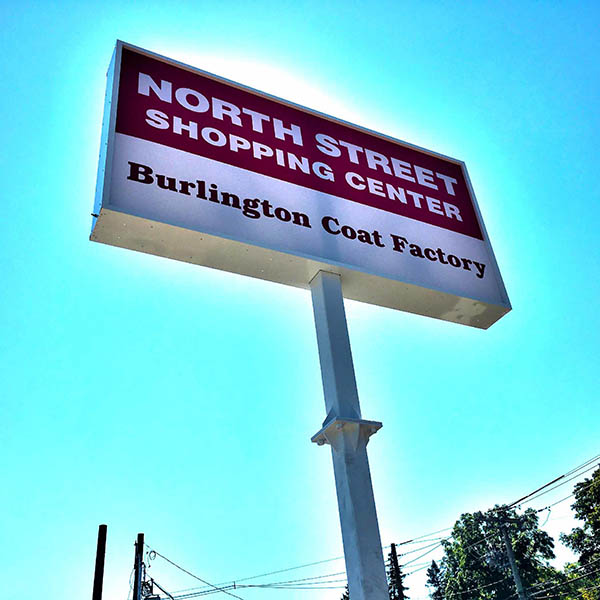 NORTH STREET
SHOPPING CENTER
Burlington Coat Factory